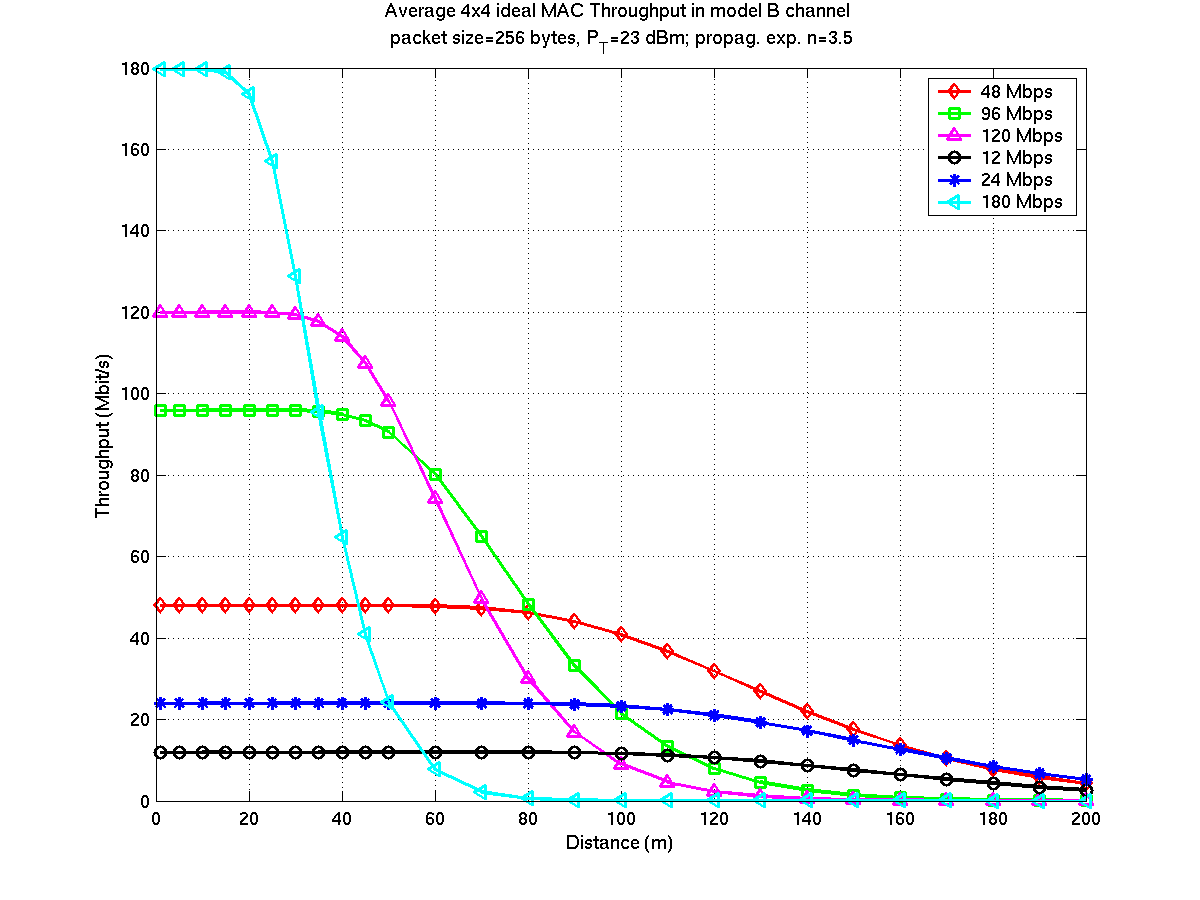 Average 4x4 ideal MAC Throughput in model B channel
packet size=256 bytes, P_T=23 dBm; propag. exp. n=3.5
180
160
140
120
100
80
60
40
20
0
Throughput (Mbit/s)
48 Mbps
96 Mbps
120 Mbps
12 Mbps
24 Mbps
180 Mbps
0 20 40 60 80 100 120 140 160 180 200
Distance (m)